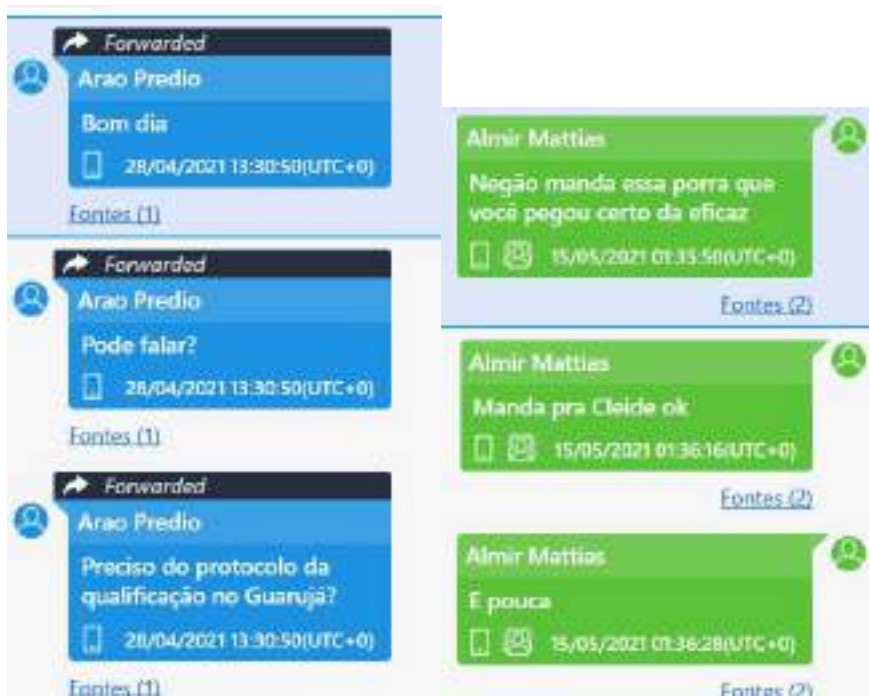 Forwarded
Arao Predio
Bom dia
28/04/2021 13:30:50(UTC+0)
Fontes (1)
Forwarded
Arao Predio
Pode falar?
28/04/2021 13:30:50(UTC+0)
Fontes (1)
Forwarded
Arao Predio
Preciso do protocolo da
qualificação no Guarujá?
28/04/2021 13:30:50(UTC+0)
Fontes (1)
Almir Mattias
Negão manda essa porra que
você pegou certo da eficaz
15/05/2021 01:35:50(UTC+0)
Fontes (2)
Almir Mattias
Manda pra Cleide ok
15/05/2021 01:36:16(UTC+0)
Fontes (2)
Almir Mattias
E pouca
15/05/2021 01:36:28(UTC+0)
Fontes (2)